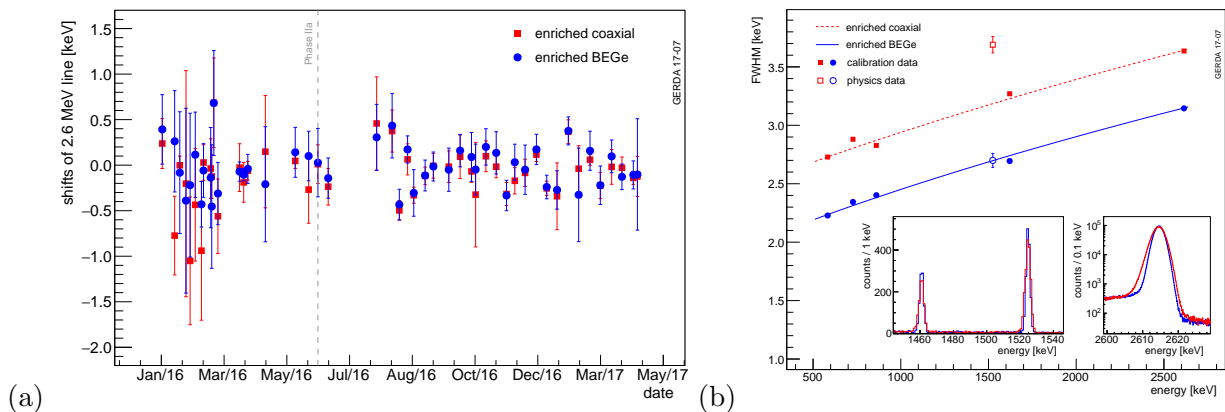 (a)
shifts of 2.6 MeV line [keV]
1.5
1.0
0.5
0.0
−0.5
−1.0
−1.5
−2.0
Phase IIa
enriched coaxial
enriched BEGe
GERDA 17-07
Jan/16 Mar/16 May/16 Jul/16 Aug/16 Oct/16 Dec/16 Mar/17 May/17
date
(b)
FWHM [keV]
3.5
3.0
2.5
2.0
1.5
1.0
enriched coaxial
enriched BEGe
calibration data
physics data
GERDA 17-07
counts / 1 keV
400
200
0
1460 1480 1500 1520 1540
energy [keV]
counts / 0.1 keV
10⁵
10⁴
10³
10²
2600 2610 2620
energy [keV]
500 1000 1500 2000 2500
energy [keV]